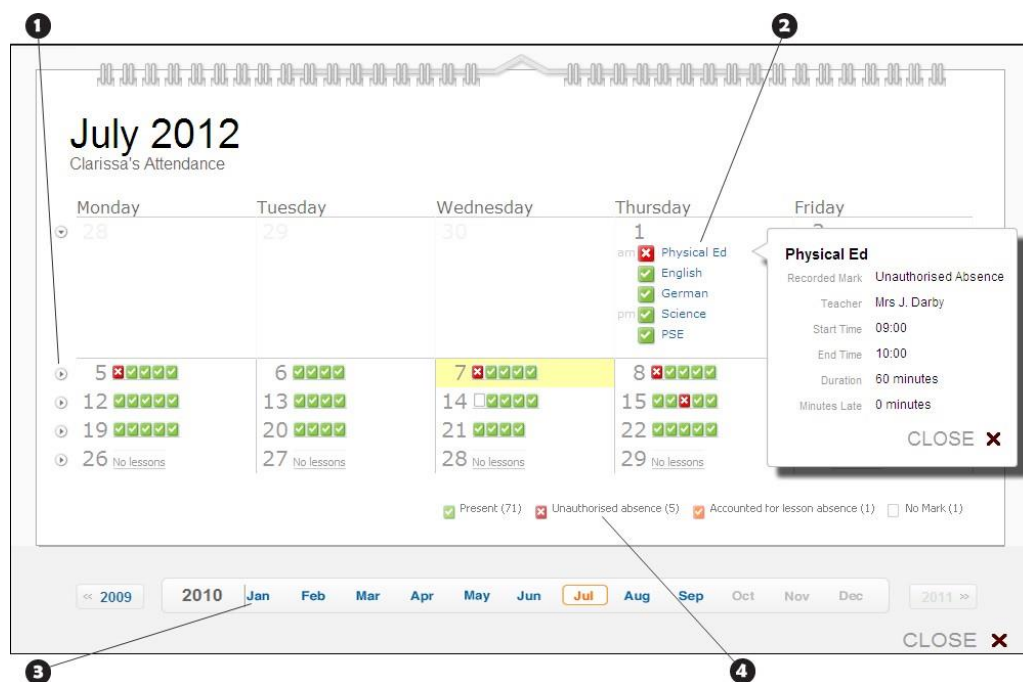 1 2
July 2012
Clarissa's Attendance
Monday Tuesday Wednesday Thursday Friday
28 29 30 1
am Physical Ed
English
German
pm Science
PSE
Physical Ed
Recorded Mark Unauthorised Absence
Teacher Mrs J. Darby
Start Time 09:00
End Time 10:00
Duration 60 minutes
Minutes Late 0 minutes
CLOSE
5 6 7 8
12 13 14 15
19 20 21 22
26 No lessons 27 No lessons 28 No lessons 29 No lessons
Present (71) Unauthorised absence (5) Accounted for lesson absence (1) No Mark (1)
« 2009 2010 Jan Feb Mar Apr May Jun Jul Aug Sep Oct Nov Dec 2011 »
CLOSE
3 4